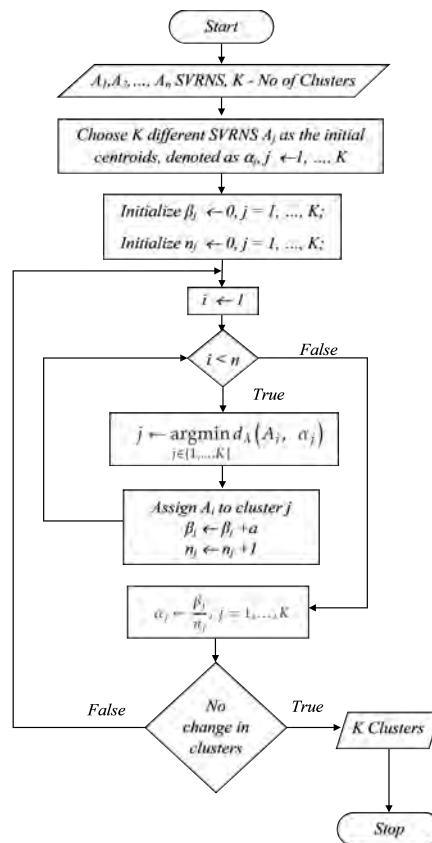 Start
A₁,A₂,..., Aₙ SVRNS, K - No of Clusters
Choose K different SVRNS Aⱼ as the initial
centroids, denoted as αⱼ, j ←1, ..., K
Initialize βⱼ ←0, j = 1, ..., K;
Initialize nⱼ ←0, j = 1, ..., K;
i ←1
i < n
False
True
j ← argmin d_λ(Aⱼ, αⱼ)
j∈{1,...,K}
Assign Aᵢ to cluster j
βⱼ ← βⱼ +a
nⱼ ← nⱼ +1
αⱼ ← βⱼ/nⱼ, j = 1,...,K
False
No
change in
clusters
True
K Clusters
Stop